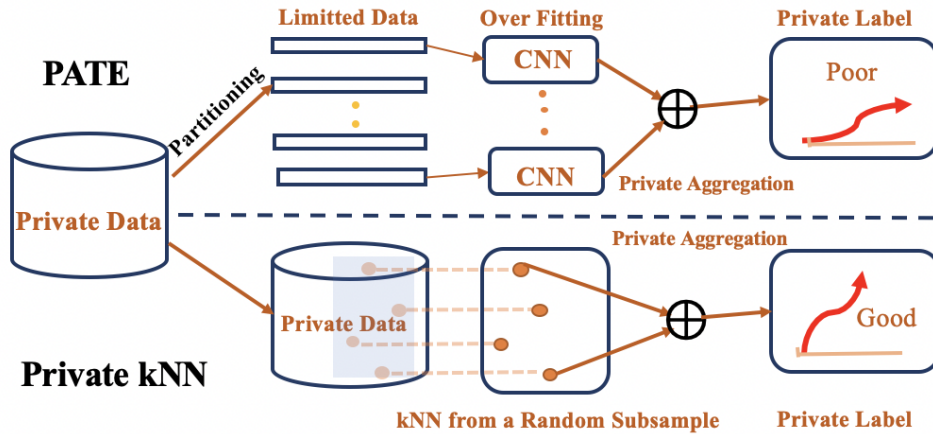 Limitted Data
Over Fitting
Private Label
PATE
Partitioning
CNN
CNN
Poor
Private Aggregation
Private Data
Private Aggregation
Private Data
Good
Private kNN
kNN from a Random Subsample
Private Label